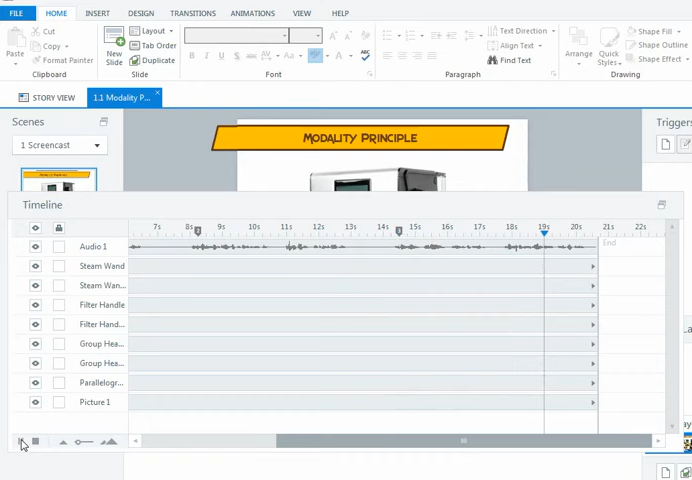 FILE HOME INSERT DESIGN TRANSITIONS ANIMATIONS VIEW HELP
Cut
Copy
Format Painter
Paste
Clipboard
New Slide
Layout
Tab Order
Duplicate
Slide
B I U S
Font
Paragraph
Text Direction
Align Text
Find Text
Arrange
Quick Styles
Shape Fill
Shape Outline
Shape Effect
Drawing
STORY VIEW
1.1 Modality P...
Scenes
1 Screencast
MODALITY PRINCIPLE
Triggers
Timeline
7s 8s 9s 10s 11s 12s 13s 14s 15s 16s 17s 18s 19s 20s 21s 22s
2 3
Audio 1
End
Steam Wand
Steam Wan...
Filter Handle
Filter Hand...
Group Hea...
Group Hea...
Parallelogr...
Picture 1